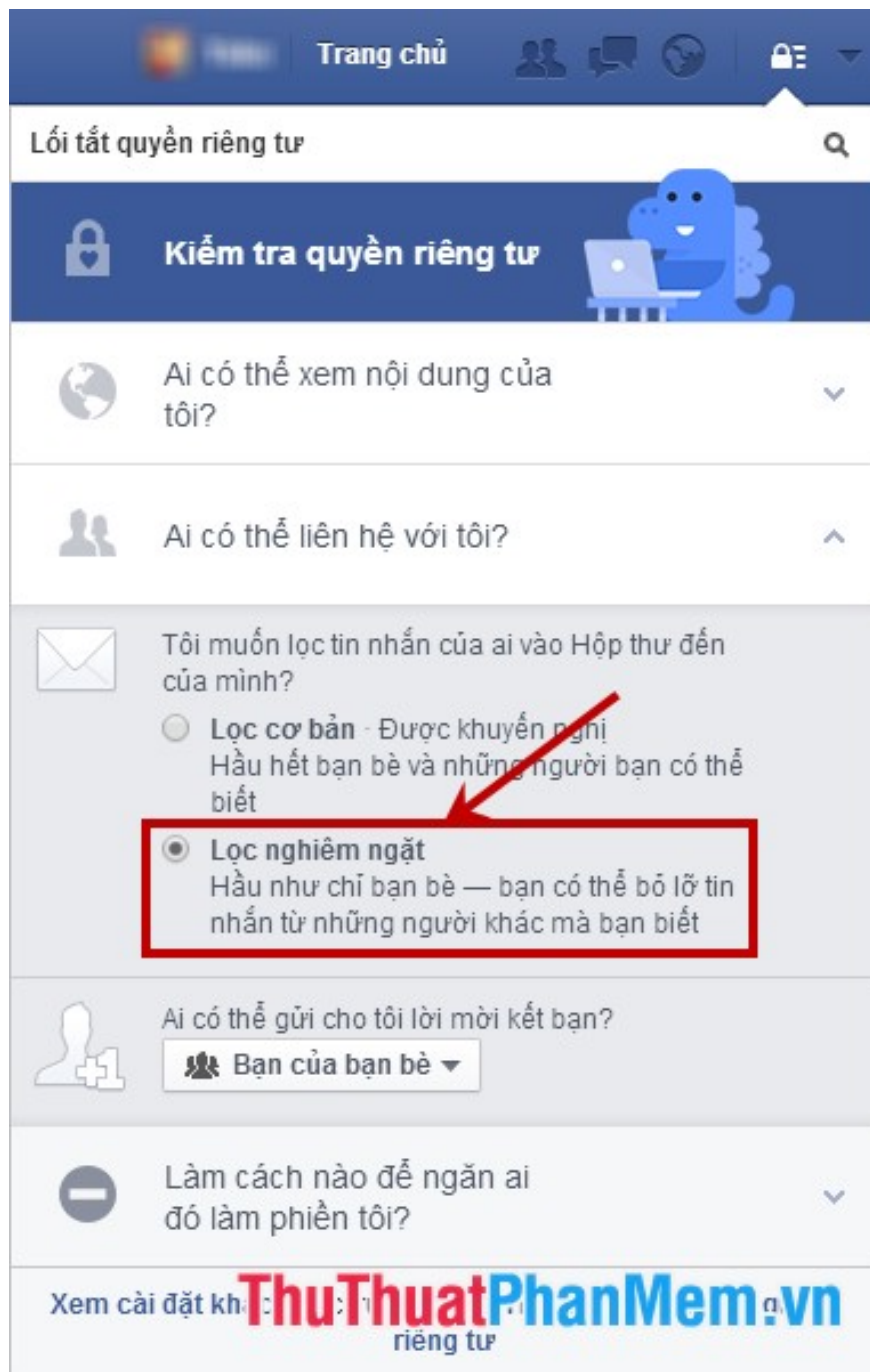 Trang chủ
Lối tắt quyền riêng tư
Kiểm tra quyền riêng tư
Ai có thể xem nội dung của
tôi?
Ai có thể liên hệ với tôi?
Tôi muốn lọc tin nhắn của ai vào Hộp thư đến
của mình?
Lọc cơ bản · Được khuyến nghị
Hầu hết bạn bè và những người bạn có thể
biết
Lọc nghiêm ngặt
Hầu như chỉ bạn bè — bạn có thể bỏ lỡ tin
nhắn từ những người khác mà bạn biết
Ai có thể gửi cho tôi lời mời kết bạn?
+1
Bạn của bạn bè
Làm cách nào để ngăn ai
đó làm phiền tôi?
Xem cài đặt
ThuThuatPhanMem.vn
riêng tư